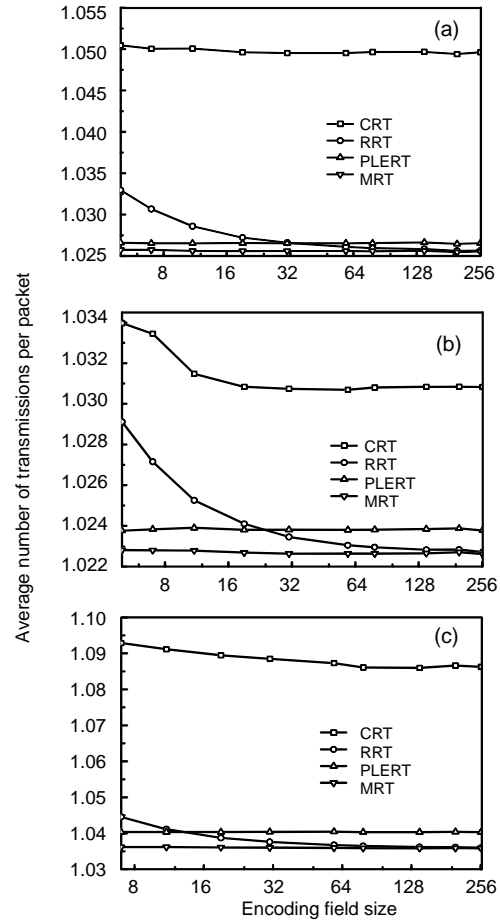 Average number of transmissions per packet
(a)
1.055
1.050
1.045
1.040
1.035
1.030
1.025
CRT
RRT
PLERT
MRT
8 16 32 64 128 256
(b)
1.034
1.032
1.030
1.028
1.026
1.024
1.022
CRT
RRT
PLERT
MRT
8 16 32 64 128 256
(c)
1.10
1.09
1.08
1.07
1.06
1.05
1.04
1.03
CRT
RRT
PLERT
MRT
8 16 32 64 128 256
Encoding field size